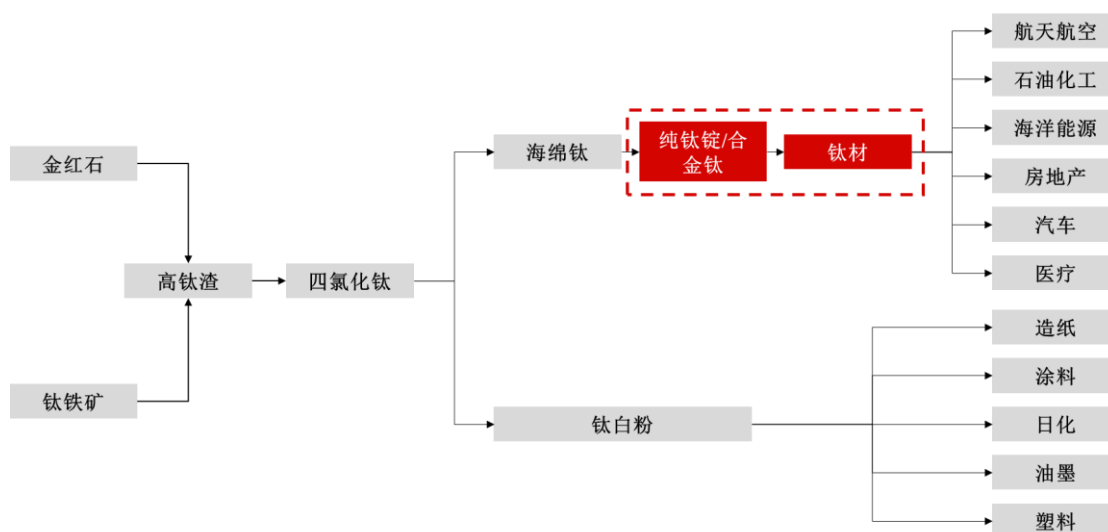 金红石
钛铁矿
高钛渣
四氯化钛
海绵钛
纯钛锭/合
金钛
钛材
钛白粉
航天航空
石油化工
海洋能源
房地产
汽车
医疗
造纸
涂料
日化
油墨
塑料